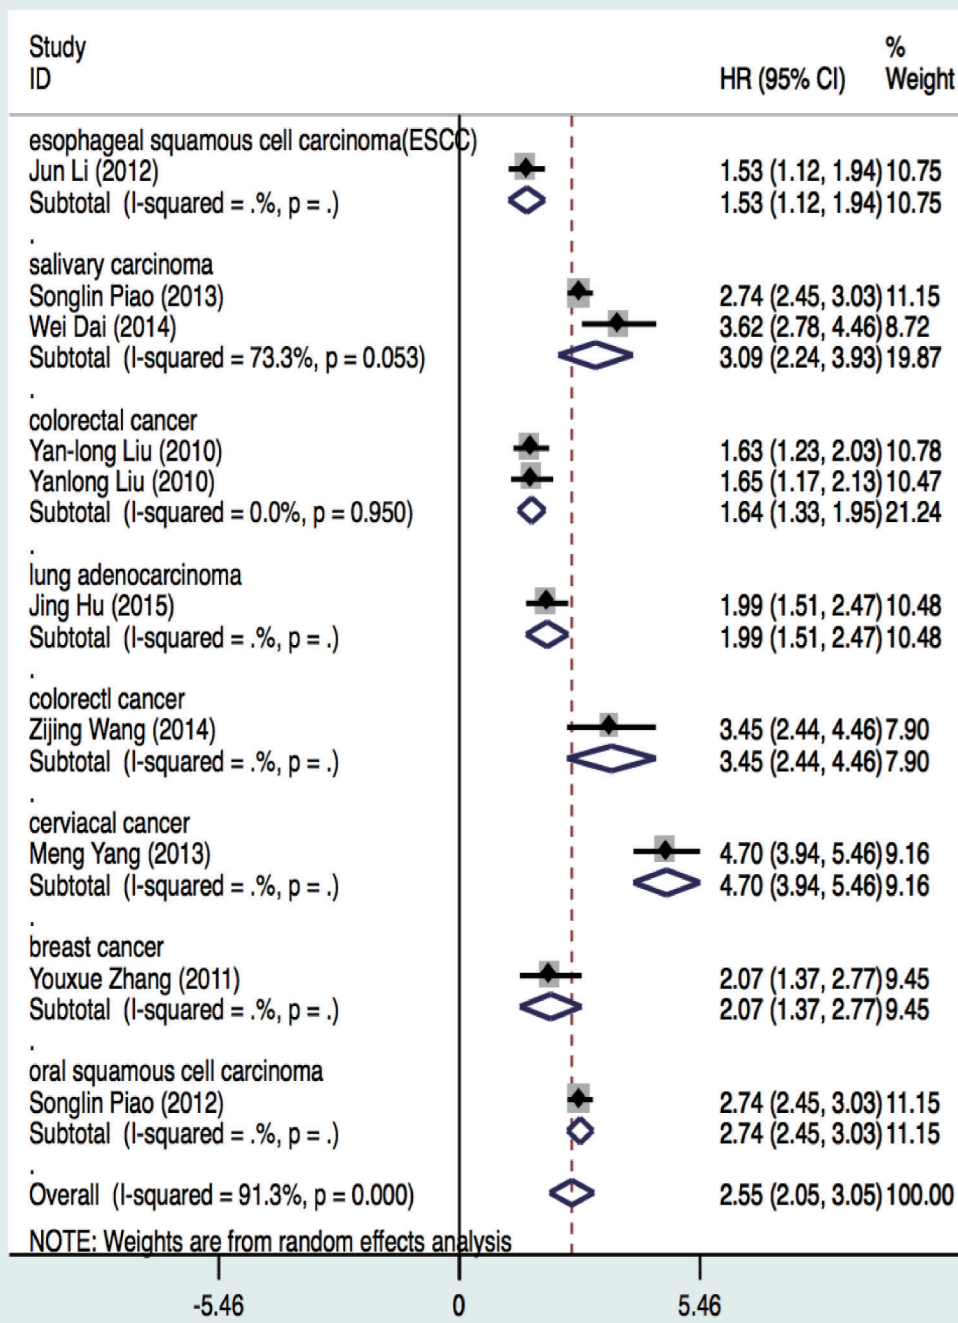 Study %
ID HR (95% CI) Weight
esophageal squamous cell carcinoma(ESCC)
Jun Li (2012) 1.53 (1.12, 1.94) 10.75
Subtotal (I-squared = .%, p = .) 1.53 (1.12, 1.94) 10.75
.
salivary carcinoma
Songlin Piao (2013) 2.74 (2.45, 3.03) 11.15
Wei Dai (2014) 3.62 (2.78, 4.46) 8.72
Subtotal (I-squared = 73.3%, p = 0.053) 3.09 (2.24, 3.93) 19.87
.
colorectal cancer
Yan-long Liu (2010) 1.63 (1.23, 2.03) 10.78
Yanlong Liu (2010) 1.65 (1.17, 2.13) 10.47
Subtotal (I-squared = 0.0%, p = 0.950) 1.64 (1.33, 1.95) 21.24
.
lung adenocarcinoma
Jing Hu (2015) 1.99 (1.51, 2.47) 10.48
Subtotal (I-squared = .%, p = .) 1.99 (1.51, 2.47) 10.48
.
colorectl cancer
Zijing Wang (2014) 3.45 (2.44, 4.46) 7.90
Subtotal (I-squared = .%, p = .) 3.45 (2.44, 4.46) 7.90
.
cerviacal cancer
Meng Yang (2013) 4.70 (3.94, 5.46) 9.16
Subtotal (I-squared = .%, p = .) 4.70 (3.94, 5.46) 9.16
.
breast cancer
Youxue Zhang (2011) 2.07 (1.37, 2.77) 9.45
Subtotal (I-squared = .%, p = .) 2.07 (1.37, 2.77) 9.45
.
oral squamous cell carcinoma
Songlin Piao (2012) 2.74 (2.45, 3.03) 11.15
Subtotal (I-squared = .%, p = .) 2.74 (2.45, 3.03) 11.15
.
Overall (I-squared = 91.3%, p = 0.000) 2.55 (2.05, 3.05) 100.00
NOTE: Weights are from random effects analysis
-5.46 0 5.46